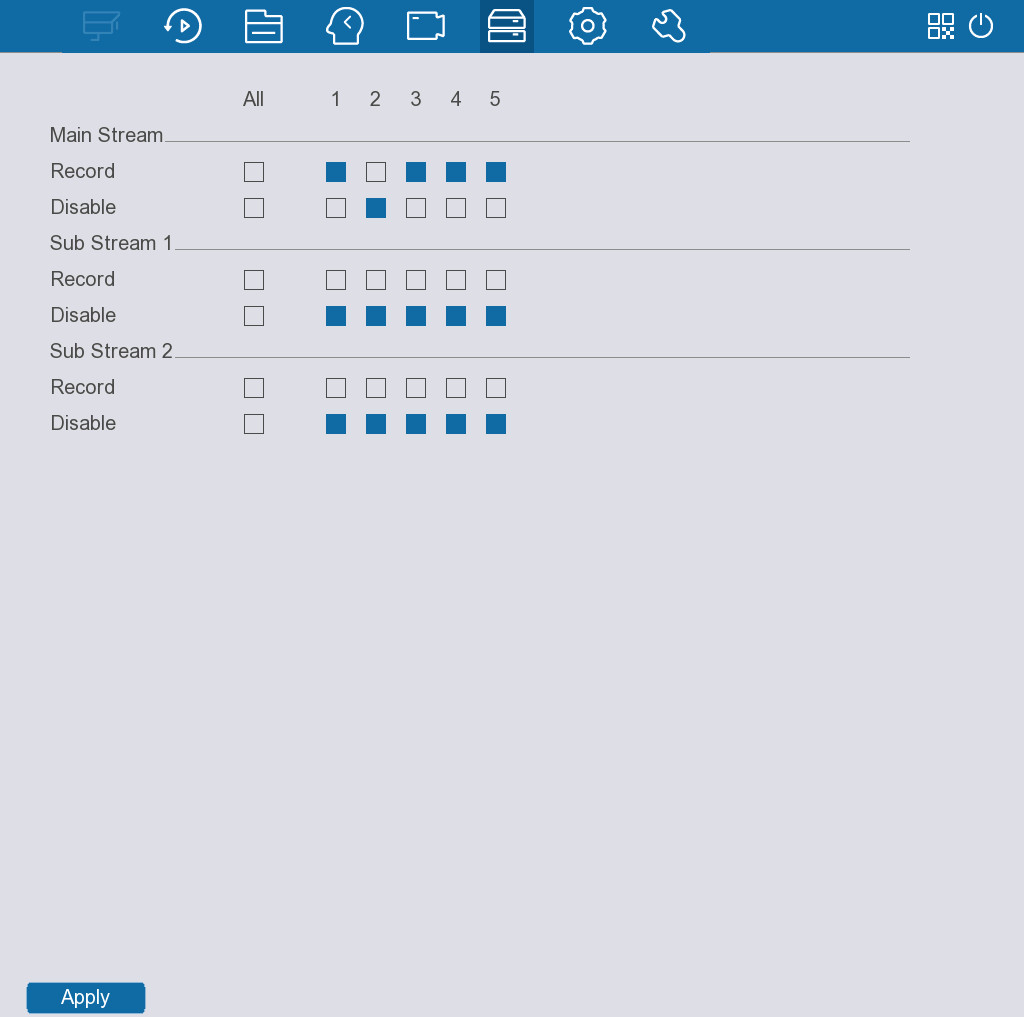 All 1 2 3 4 5
Main Stream
Record
Disable
Sub Stream 1
Record
Disable
Sub Stream 2
Record
Disable
Apply